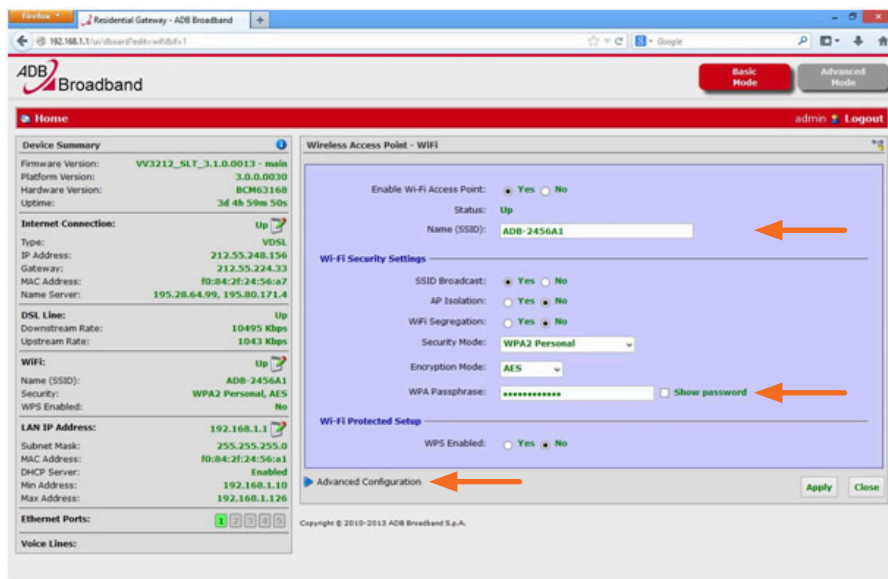 Firefox
Residential Gateway - ADB Broadband
192.168.1.1/ui/dboard?edit=wifi&if=1
Google
ADB
Broadband
Basic Mode
Advanced Mode
Home
admin Logout
Device Summary
Firmware Version: VV3212_SLT_3.1.0.0013 - main
Platform Version: 3.0.0.0030
Hardware Version: BCM63168
Uptime: 3d 4h 59m 50s
Internet Connection: Up
Type: VDSL
IP Address: 212.55.248.156
Gateway: 212.55.224.33
MAC Address: f0:84:2f:24:56:a7
Name Server: 195.28.64.99, 195.80.171.4
DSL Line: Up
Downstream Rate: 10495 Kbps
Upstream Rate: 1043 Kbps
WiFi: Up
Name (SSID): ADB-2456A1
Security: WPA2 Personal, AES
WPS Enabled: No
LAN IP Address: 192.168.1.1
Subnet Mask: 255.255.255.0
MAC Address: f0:84:2f:24:56:a1
DHCP Server: Enabled
Min Address: 192.168.1.10
Max Address: 192.168.1.126
Ethernet Ports: 1 2 3 4 5
Voice Lines:
Wireless Access Point - WiFi
Enable Wi-Fi Access Point: Yes No
Status: Up
Name (SSID): ADB-2456A1
Wi-Fi Security Settings
SSID Broadcast: Yes No
AP Isolation: Yes No
WiFi Segregation: Yes No
Security Mode: WPA2 Personal
Encryption Mode: AES
WPA Passphrase: •••••••••••• Show password
Wi-Fi Protected Setup
WPS Enabled: Yes No
Advanced Configuration
Apply Close
Copyright © 2010-2013 ADB Broadband S.p.A.